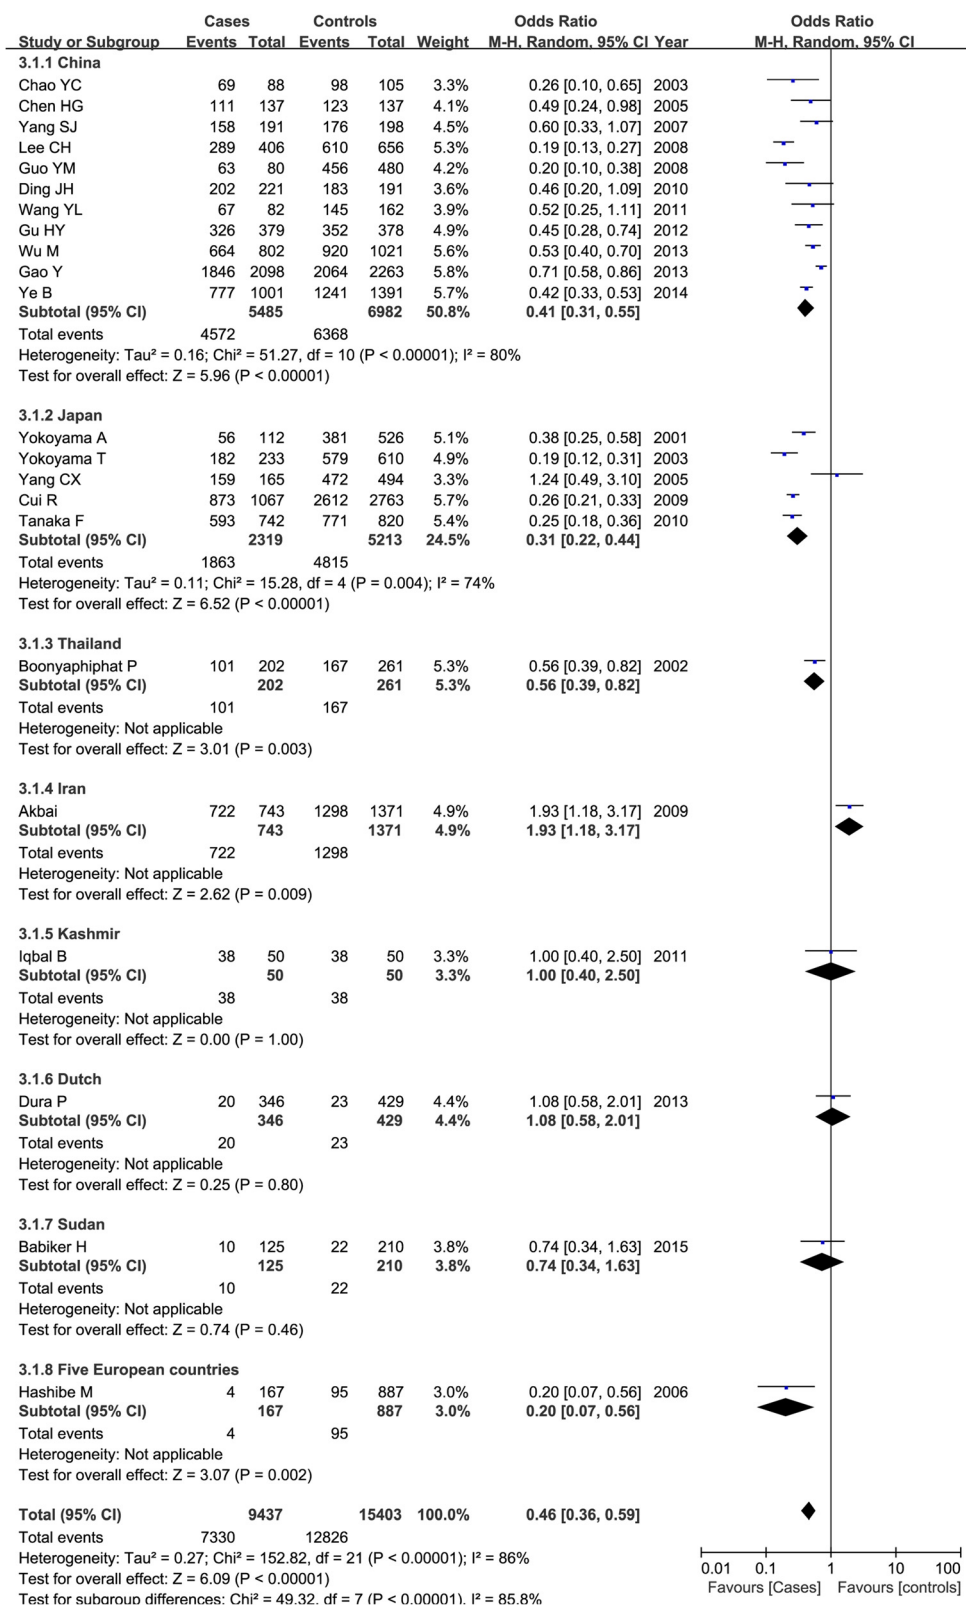 Cases Controls Odds Ratio Odds Ratio
Study or Subgroup Events Total Events Total Weight M-H, Random, 95% CI Year M-H, Random, 95% CI
3.1.1 China
Chao YC 69 88 98 105 3.3% 0.26 [0.10, 0.65] 2003
Chen HG 111 137 123 137 4.1% 0.49 [0.24, 0.98] 2005
Yang SJ 158 191 176 198 4.5% 0.60 [0.33, 1.07] 2007
Lee CH 289 406 610 656 5.3% 0.19 [0.13, 0.27] 2008
Guo YM 63 80 456 480 3.9% 0.20 [0.10, 0.38] 2008
Ding JH 202 221 183 191 3.6% 0.46 [0.20, 1.09] 2010
Wang YL 67 82 145 162 3.9% 0.52 [0.25, 1.11] 2011
Gu HY 326 379 352 378 4.9% 0.45 [0.28, 0.74] 2012
Wu M 664 802 920 1021 5.6% 0.53 [0.40, 0.70] 2013
Gao Y 1846 2098 2064 2263 5.8% 0.71 [0.58, 0.86] 2013
Ye B 777 1001 1241 1391 5.7% 0.42 [0.33, 0.53] 2014
Subtotal (95% CI) 5485 6982 50.8% 0.41 [0.31, 0.55]
Total events 4572 6368
Heterogeneity: Tau² = 0.16; Chi² = 51.27, df = 10 (P < 0.00001); I² = 80%
Test for overall effect: Z = 5.96 (P < 0.00001)
3.1.2 Japan
Yokoyama A 56 112 381 526 5.1% 0.38 [0.25, 0.58] 2001
Yokoyama T 182 233 579 610 4.9% 0.19 [0.12, 0.31] 2003
Yang CX 159 165 472 494 3.3% 1.24 [0.49, 3.10] 2005
Cui R 873 1067 2612 2763 5.7% 0.26 [0.21, 0.33] 2009
Tanaka F 593 742 771 820 5.4% 0.25 [0.18, 0.36] 2010
Subtotal (95% CI) 2319 5213 24.5% 0.31 [0.22, 0.44]
Total events 1863 4815
Heterogeneity: Tau² = 0.11; Chi² = 15.28, df = 4 (P = 0.004); I² = 74%
Test for overall effect: Z = 6.52 (P < 0.00001)
3.1.3 Thailand
Boonyaphiphat P 101 202 167 261 5.3% 0.56 [0.39, 0.82] 2002
Subtotal (95% CI) 202 261 5.3% 0.56 [0.39, 0.82]
Total events 101 167
Heterogeneity: Not applicable
Test for overall effect: Z = 3.01 (P = 0.003)
3.1.4 Iran
Akbai 722 743 1298 1371 4.9% 1.93 [1.18, 3.17] 2009
Subtotal (95% CI) 743 1371 4.9% 1.93 [1.18, 3.17]
Total events 722 1298
Heterogeneity: Not applicable
Test for overall effect: Z = 2.62 (P = 0.009)
3.1.5 Kashmir
Iqbal B 38 50 38 50 3.3% 1.00 [0.40, 2.50] 2011
Subtotal (95% CI) 50 50 3.3% 1.00 [0.40, 2.50]
Total events 38 38
Heterogeneity: Not applicable
Test for overall effect: Z = 0.00 (P = 1.00)
3.1.6 Dutch
Dura P 20 346 23 429 4.4% 1.08 [0.58, 2.01] 2013
Subtotal (95% CI) 346 429 4.4% 1.08 [0.58, 2.01]
Total events 20 23
Heterogeneity: Not applicable
Test for overall effect: Z = 0.25 (P = 0.80)
3.1.7 Sudan
Babiker H 10 125 22 210 3.8% 0.74 [0.34, 1.63] 2015
Subtotal (95% CI) 125 210 3.8% 0.74 [0.34, 1.63]
Total events 10 22
Heterogeneity: Not applicable
Test for overall effect: Z = 0.74 (P = 0.46)
3.1.8 Five European countries
Hashibe M 4 167 95 887 3.0% 0.20 [0.07, 0.56] 2006
Subtotal (95% CI) 167 887 3.0% 0.20 [0.07, 0.56]
Total events 4 95
Heterogeneity: Not applicable
Test for overall effect: Z = 3.07 (P = 0.002)
Total (95% CI) 9437 15403 100.0% 0.46 [0.36, 0.59]
Total events 7330 12826
Heterogeneity: Tau² = 0.27; Chi² = 152.82, df = 21 (P < 0.00001); I² = 86%
Test for overall effect: Z = 6.09 (P < 0.00001)
Test for subgroup differences: Chi² = 49.32, df = 7 (P < 0.00001), I² = 85.8%
0.01 0.1 1 10 100
Favours [Cases] Favours [controls]